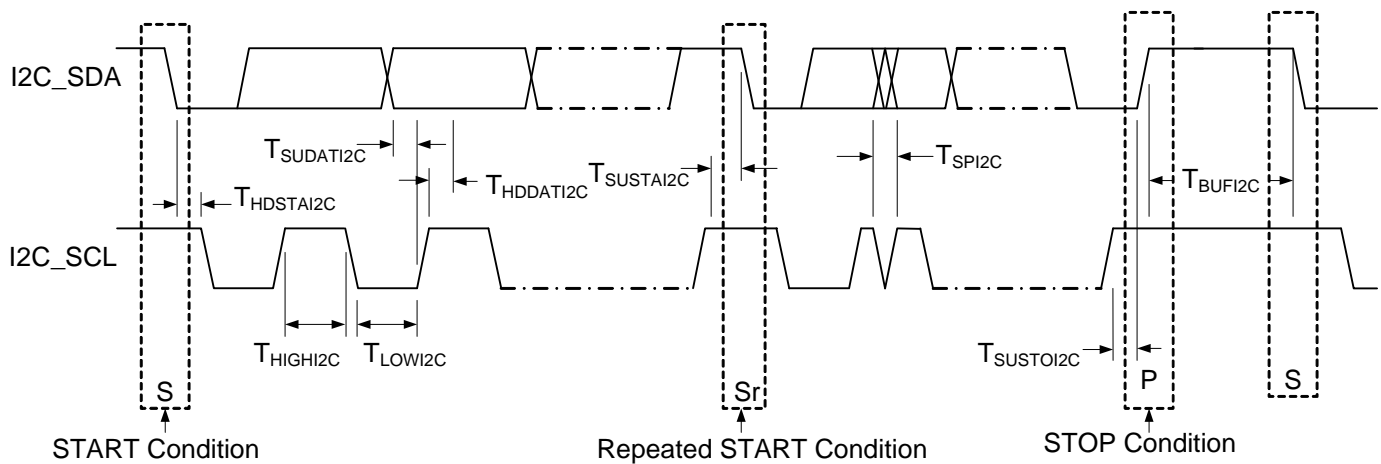 I2C_SDA
TSUDATI2C
THDDATI2C
TSUSTAI2C
TSPI2C
TBUFI2C
THDSTAI2C
I2C_SCL
THIGHI2C
TLOWI2C
TSUSTOI2C
S
Sr
P
S
START Condition
Repeated START Condition
STOP Condition